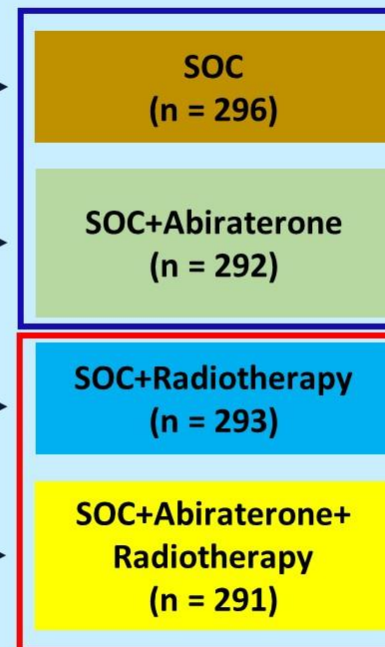 SOC
(n = 296)
SOC+Abiraterone
(n = 292)
SOC+Radiotherapy
(n = 293)
SOC+Abiraterone+
Radiotherapy
(n = 291)